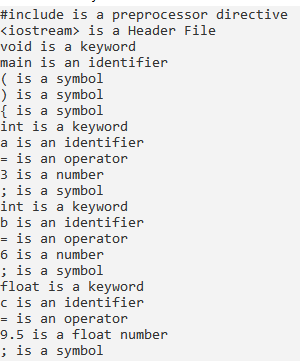 #include is a preprocessor directive
<iostream> is a Header File
void is a keyword
main is an identifier
( is a symbol
) is a symbol
{ is a symbol
int is a keyword
a is an identifier
= is an operator
3 is a number
; is a symbol
int is a keyword
b is an identifier
= is an operator
6 is a number
; is a symbol
float is a keyword
c is an identifier
= is an operator
9.5 is a float number
; is a symbol